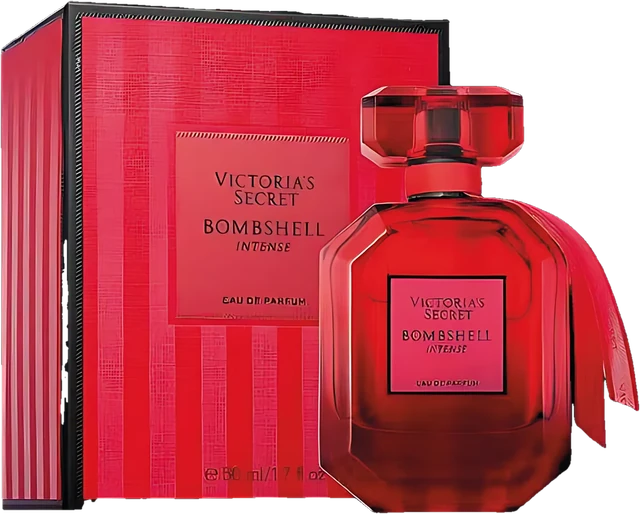 VICTORIA'S
SECRET
BOMBSHELL
INTENSE
EAU DE PARFUM
e 50 ml/1.7 fl oz
VICTORIA'S
SECRET
BOMBSHELL
INTENSE
EAU DE PARFUM